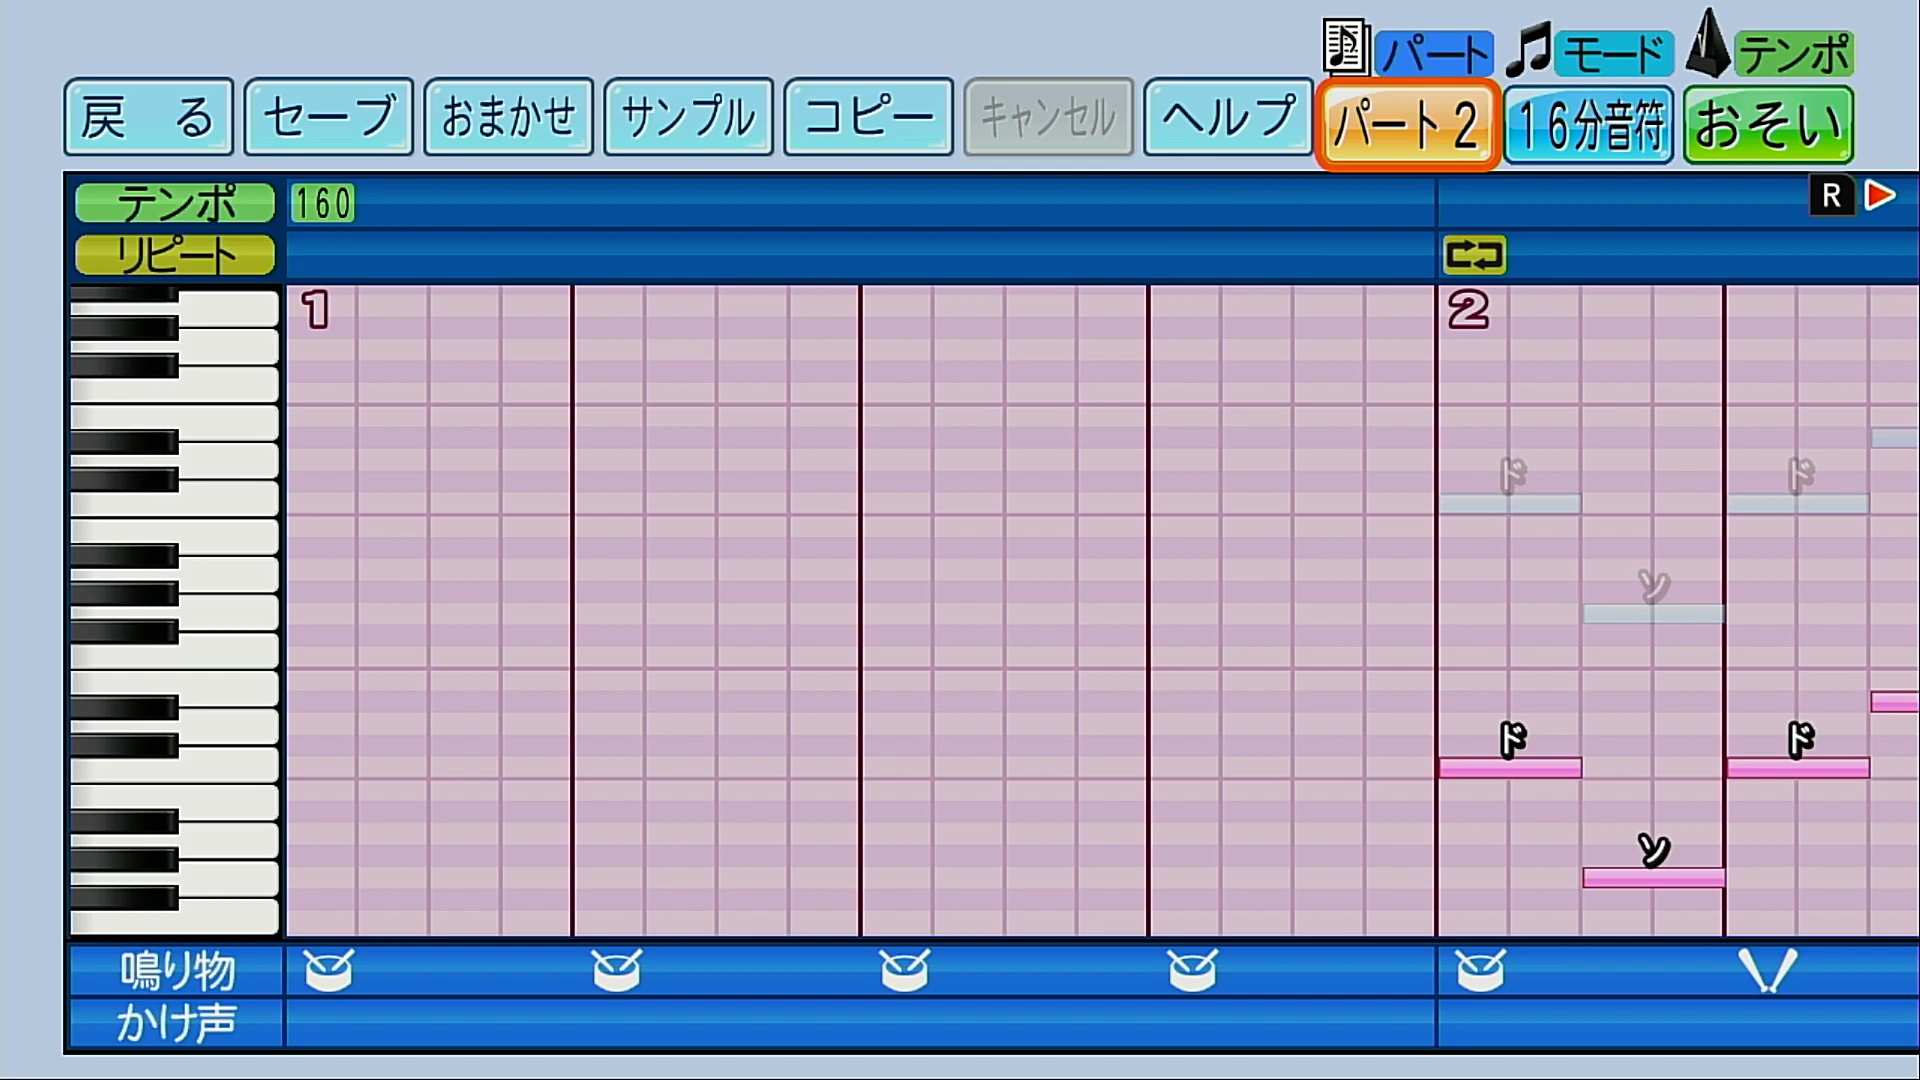 パート モード テンポ
戻る セーブ おまかせ サンプル コピー キャンセル ヘルプ パート2 16分音符 おそい
テンポ 160 R
リピート
1 2
ド ド
ソ
ド ド
ソ
鳴り物
かけ声